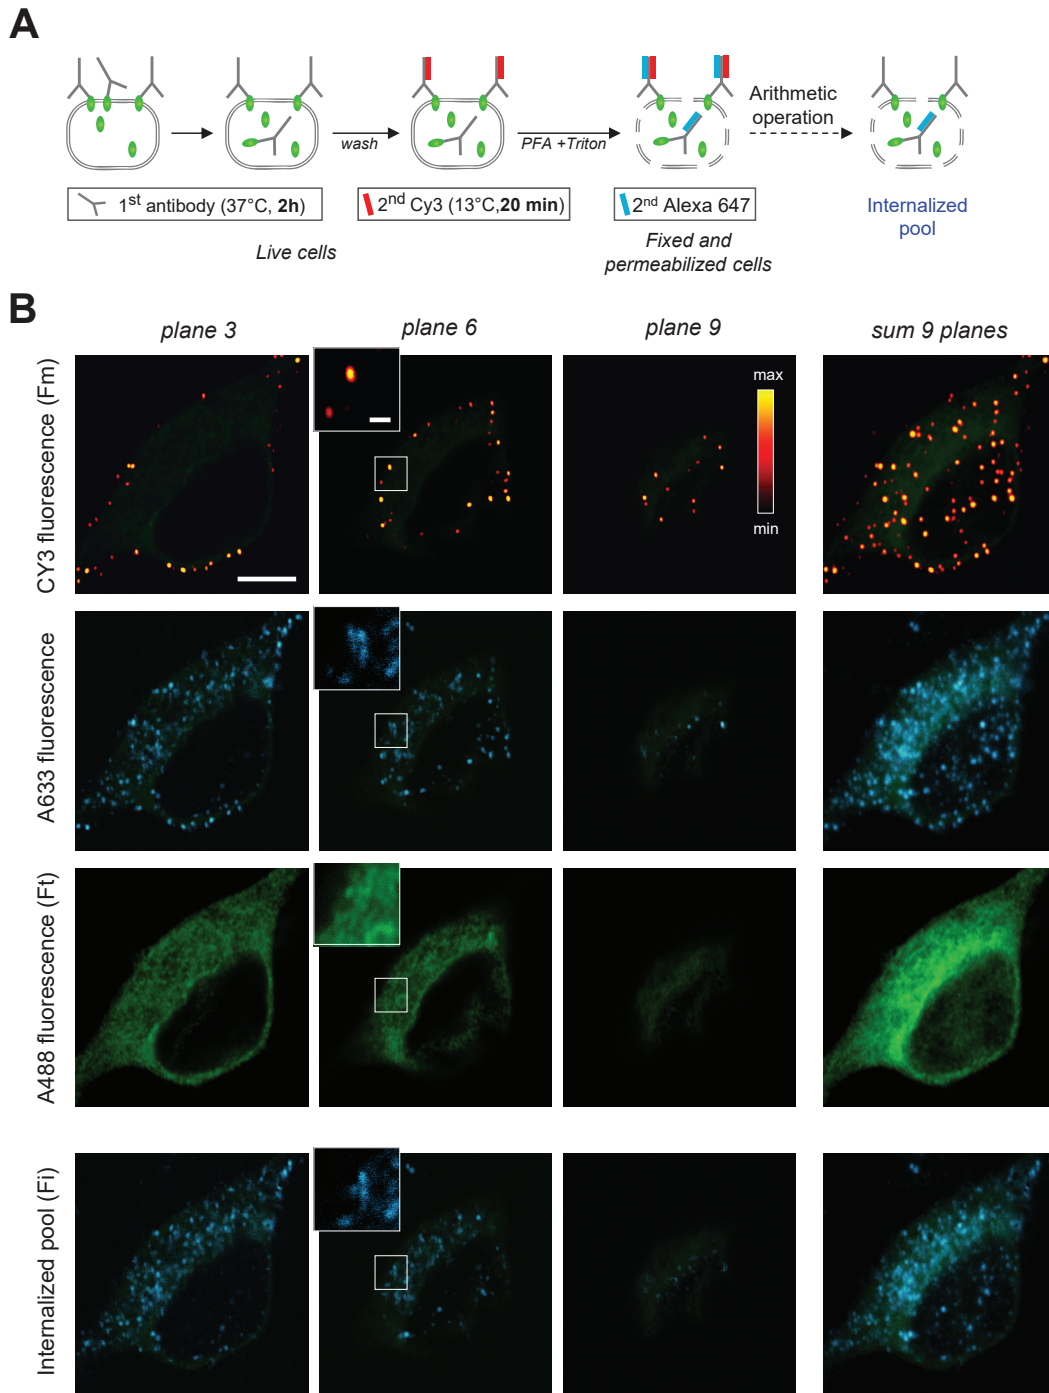 A
Arithmetic
operation
wash
PFA +Triton
1st antibody (37°C, 2h)
2nd Cy3 (13°C,20 min)
2nd Alexa 647
Internalized
pool
Live cells
Fixed and
permeabilized cells
B
plane 3
plane 6
plane 9
sum 9 planes
CY3 fluorescence (Fm)
max
min
A633 fluorescence
A488 fluorescence (Ft)
Internalized pool (Fi)